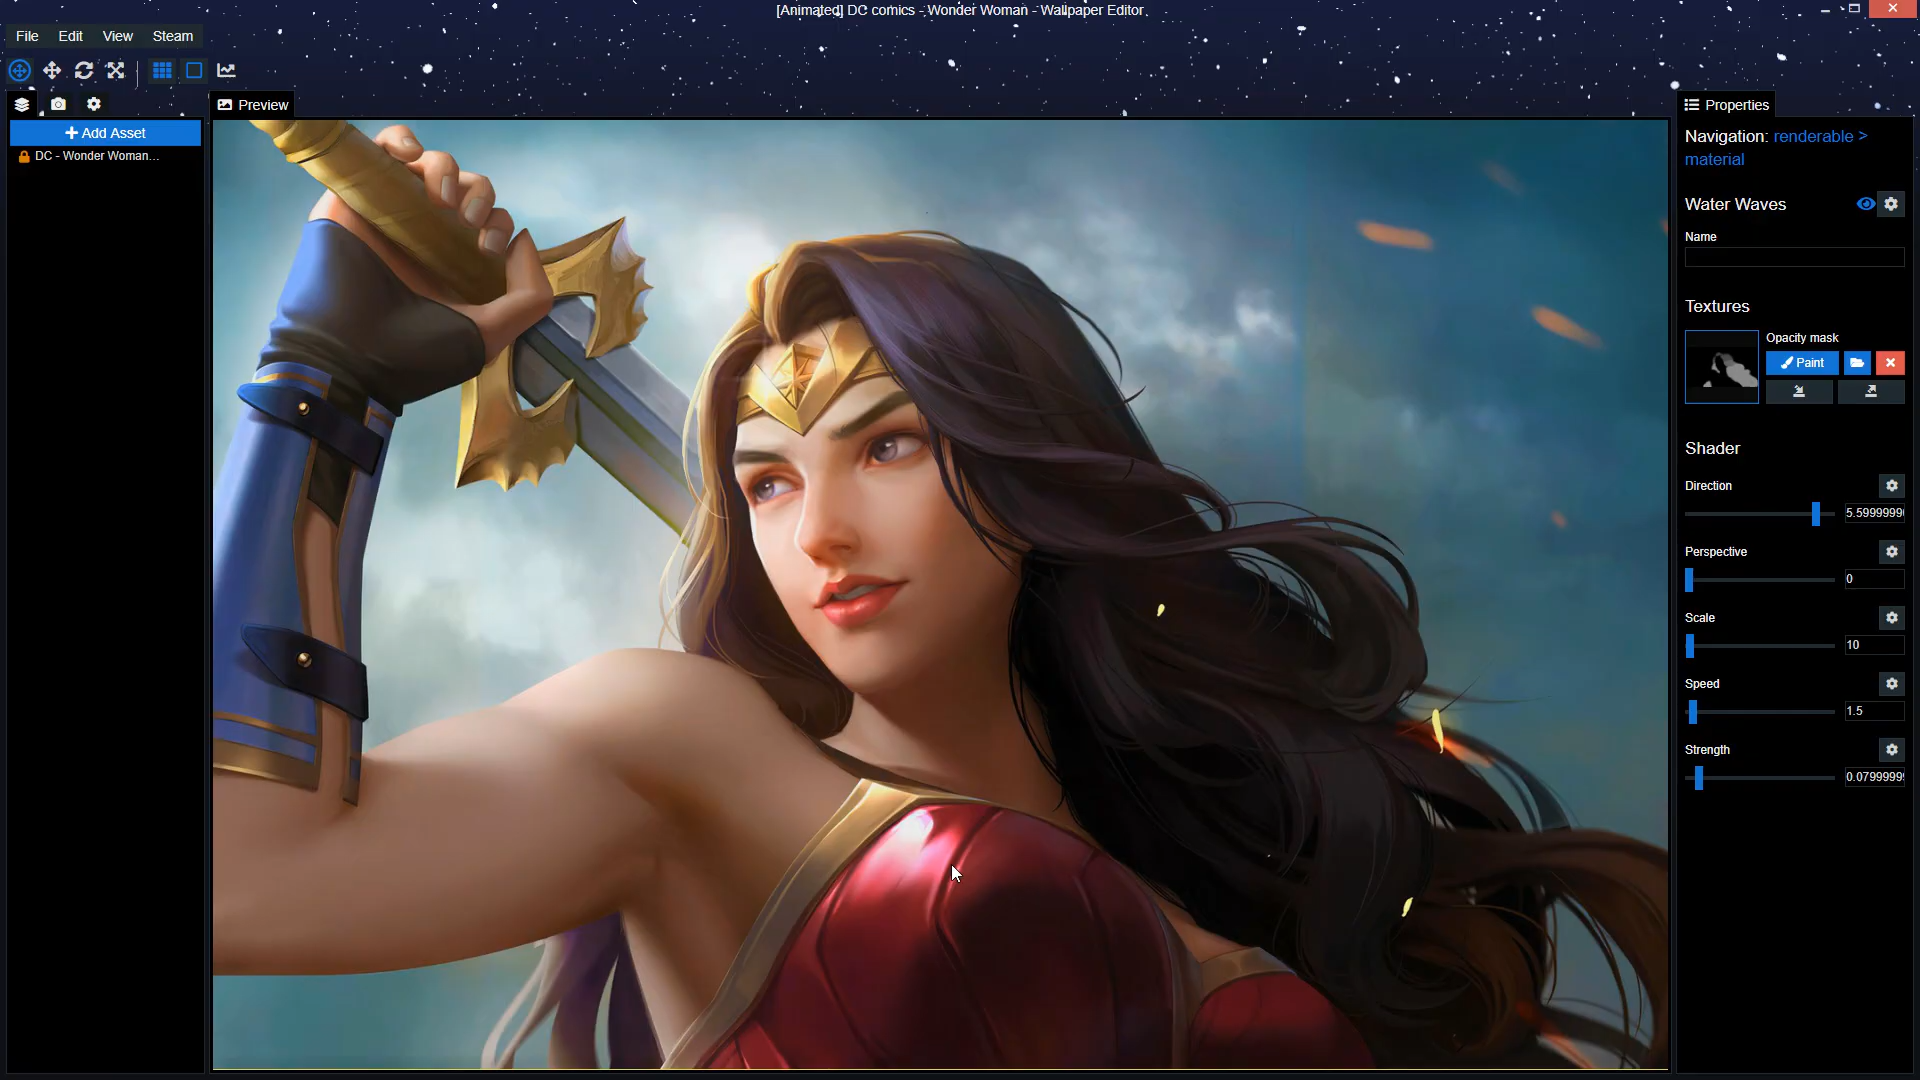 [Animated] DC comics - Wonder Woman - Wallpaper Editor
File Edit View Steam
Add Asset
DC - Wonder Woman...
Preview
Properties
Navigation: renderable >
material
Water Waves
Name
Textures
Opacity mask
Paint
Shader
Direction
5.59999990
Perspective
0
Scale
10
Speed
1.5
Strength
0.07999999